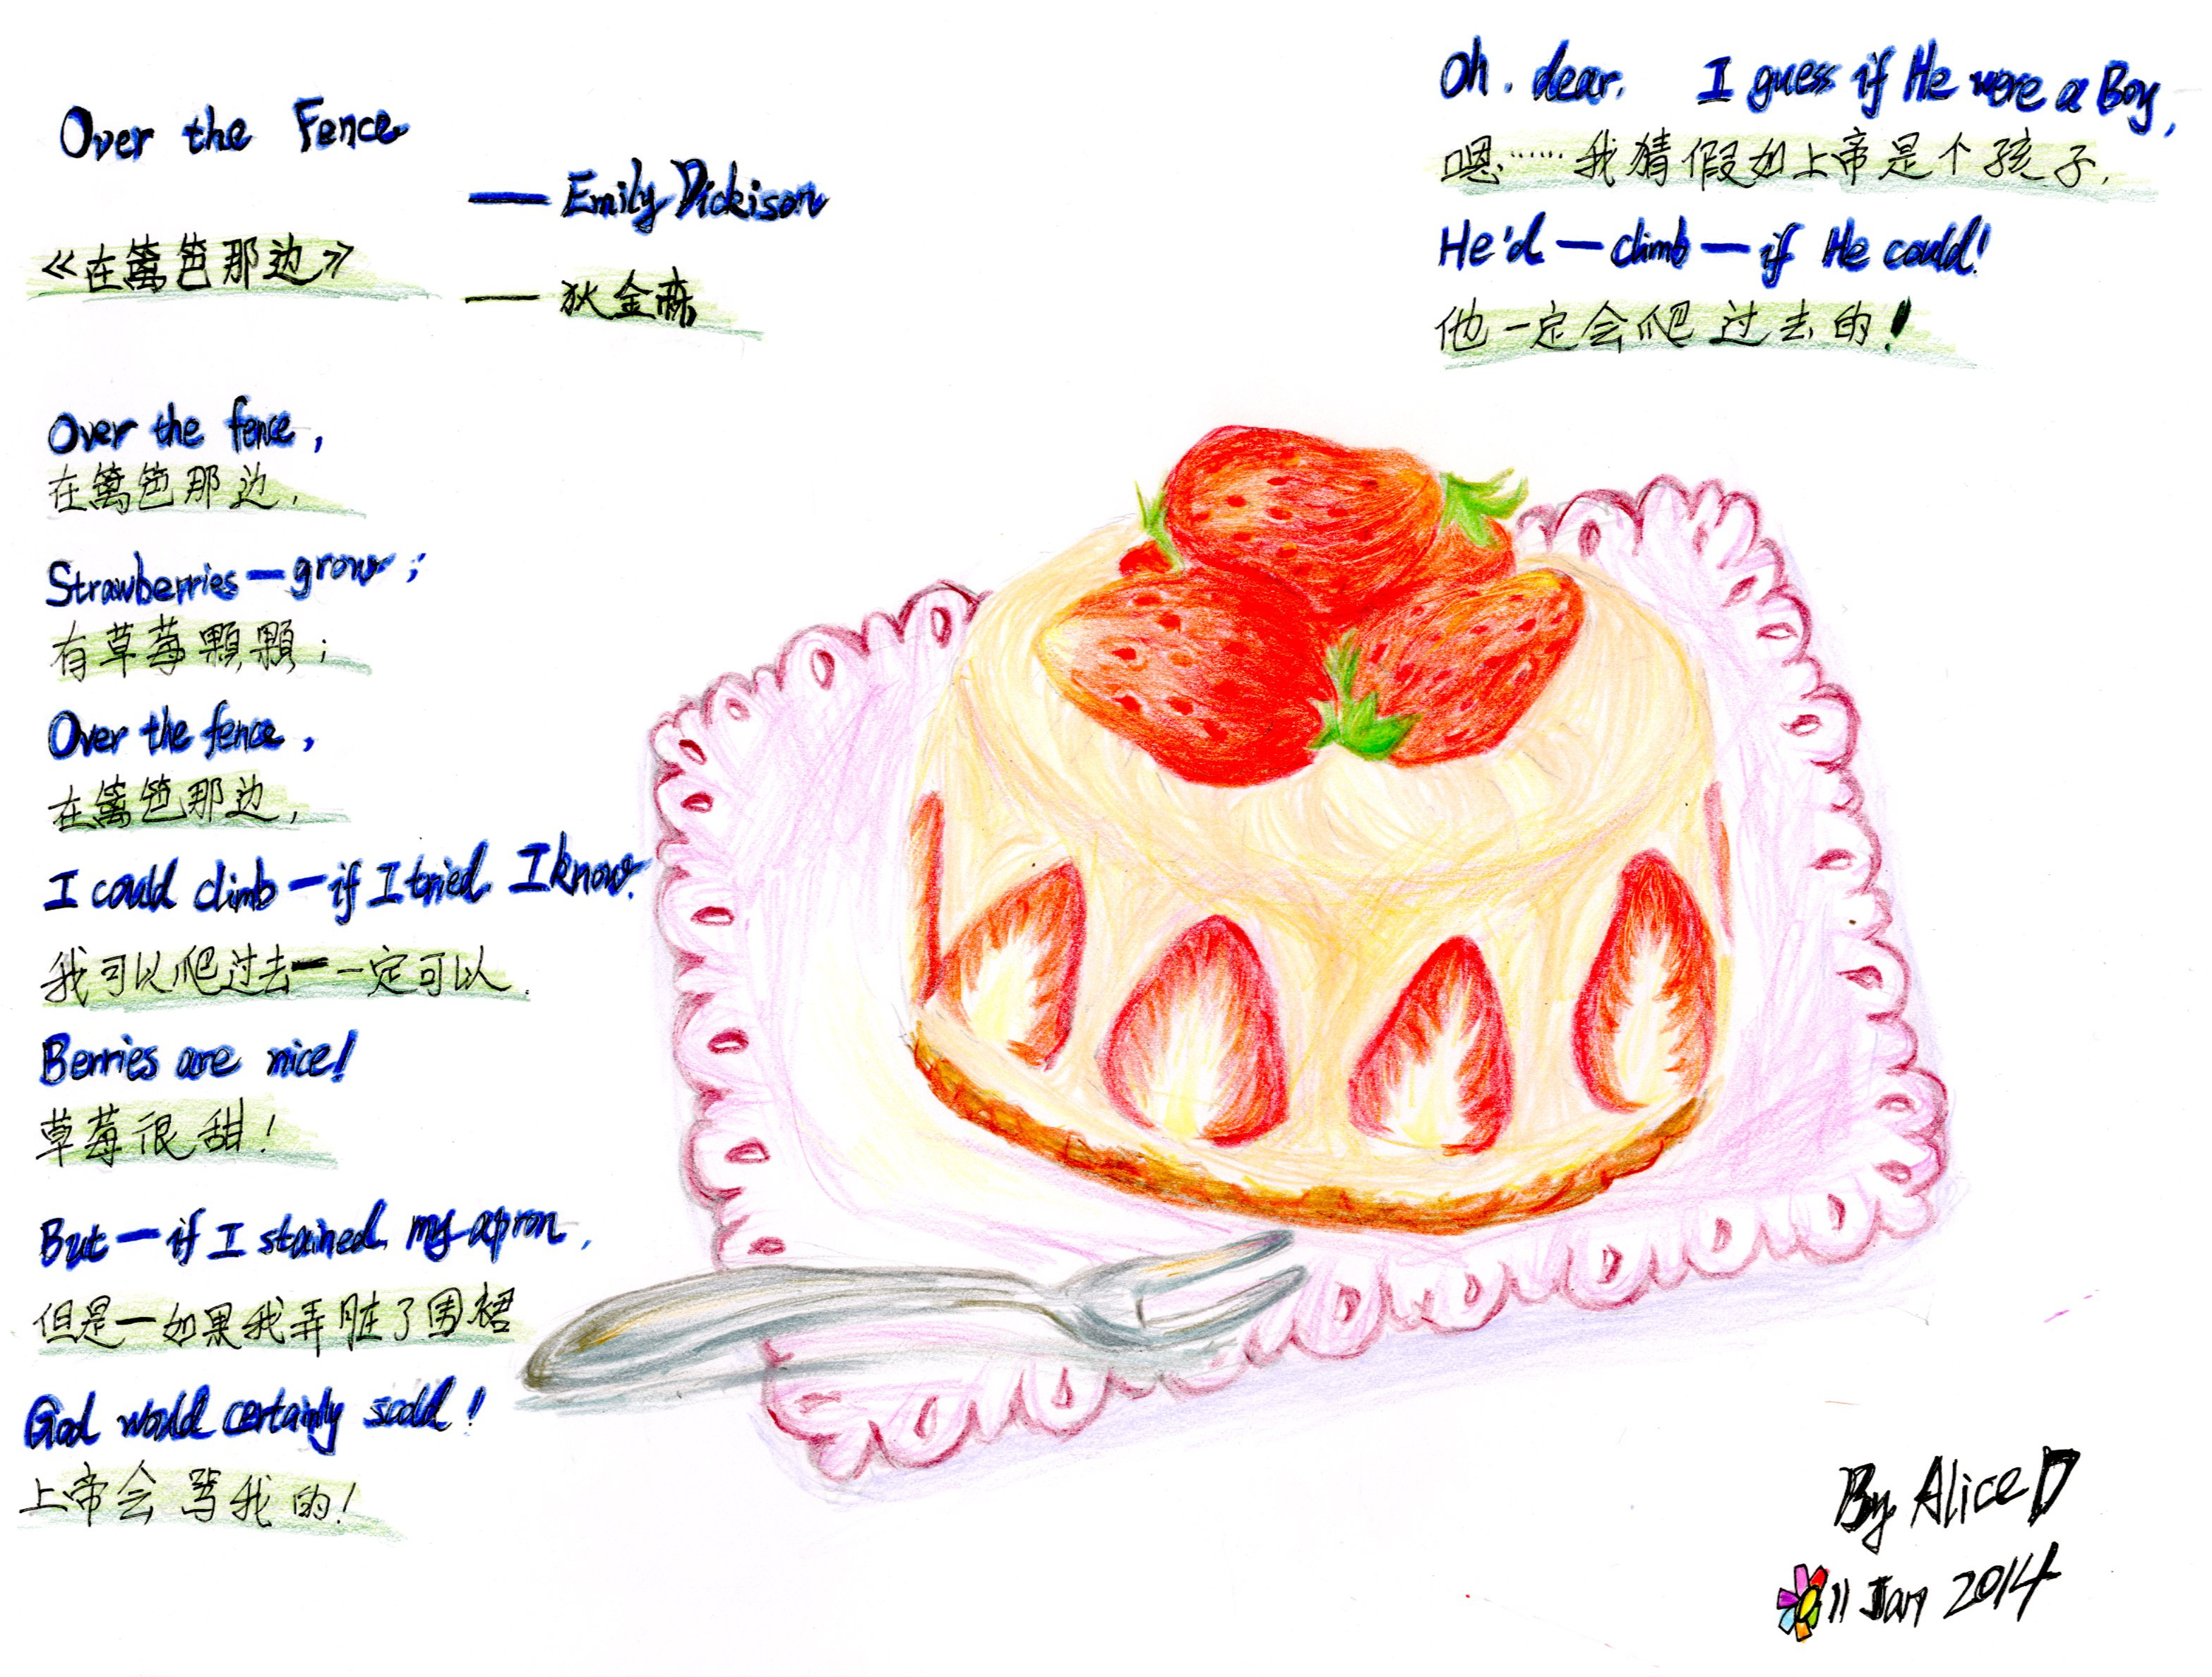 Over the Fence
— Emily Dickison
《在篱笆那边》
— 狄金森
Over the fence,
在篱笆那边,
Strawberries — grow;
有草莓顆顆;
Over the fence,
在篱笆那边,
I could climb — if I tried, I know.
我可以爬过去 — 一定可以.
Berries are nice!
草莓很甜!
But — if I stained my apron,
但是一如果我弄脏了围裙
God would certainly scold!
上帝会骂我的!
Oh, dear, I guess if He were a Boy,
嗯……我猜假如上帝是个孩子,
He'd — climb — if He could!
他一定会爬过去的!
By Alice D
11 Jan 2014